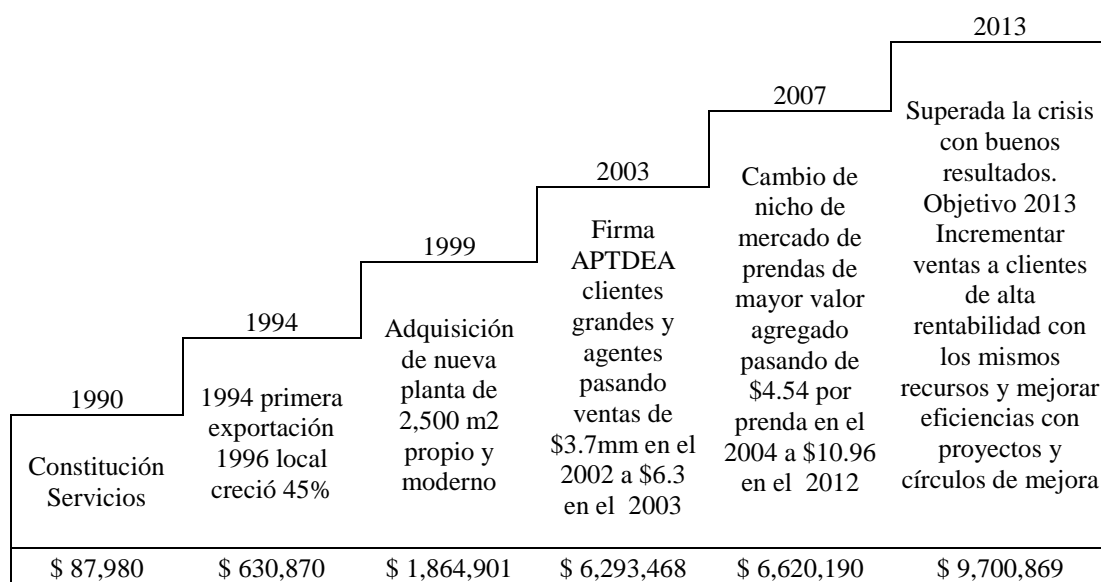 1990
Constitución
Servicios
$ 87,980
1994
1994 primera
exportación
1996 local
creció 45%
$ 630,870
1999
Adquisición
de nueva
planta de
2,500 m2
propio y
moderno
$ 1,864,901
2003
Firma
APTDEA
clientes
grandes y
agentes
pasando
ventas de
$3.7mm en el
2002 a $6.3
en el 2003
$ 6,293,468
2007
Cambio de
nicho de
mercado de
prendas de
mayor valor
agregado
pasando de
$4.54 por
prenda en el
2004 a $10.96
en el 2012
$ 6,620,190
2013
Superada la crisis
con buenos
resultados.
Objetivo 2013
Incrementar
ventas a clientes
de alta
rentabilidad con
los mismos
recursos y mejorar
eficiencias con
proyectos y
círculos de mejora
$ 9,700,869